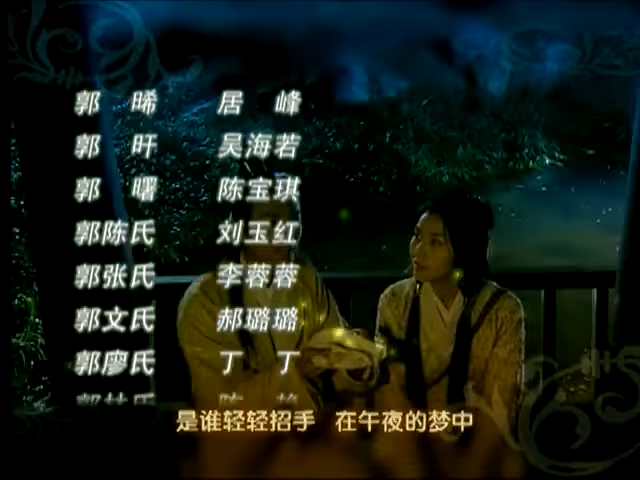 郭 晞 居 峰
郭 旰 吴海若
郭 曙 陈宝琪
郭陈氏 刘玉红
郭张氏 李蓉蓉
郭文氏 郝璐璐
郭廖氏 丁 丁
是谁轻轻招手 在午夜的梦中